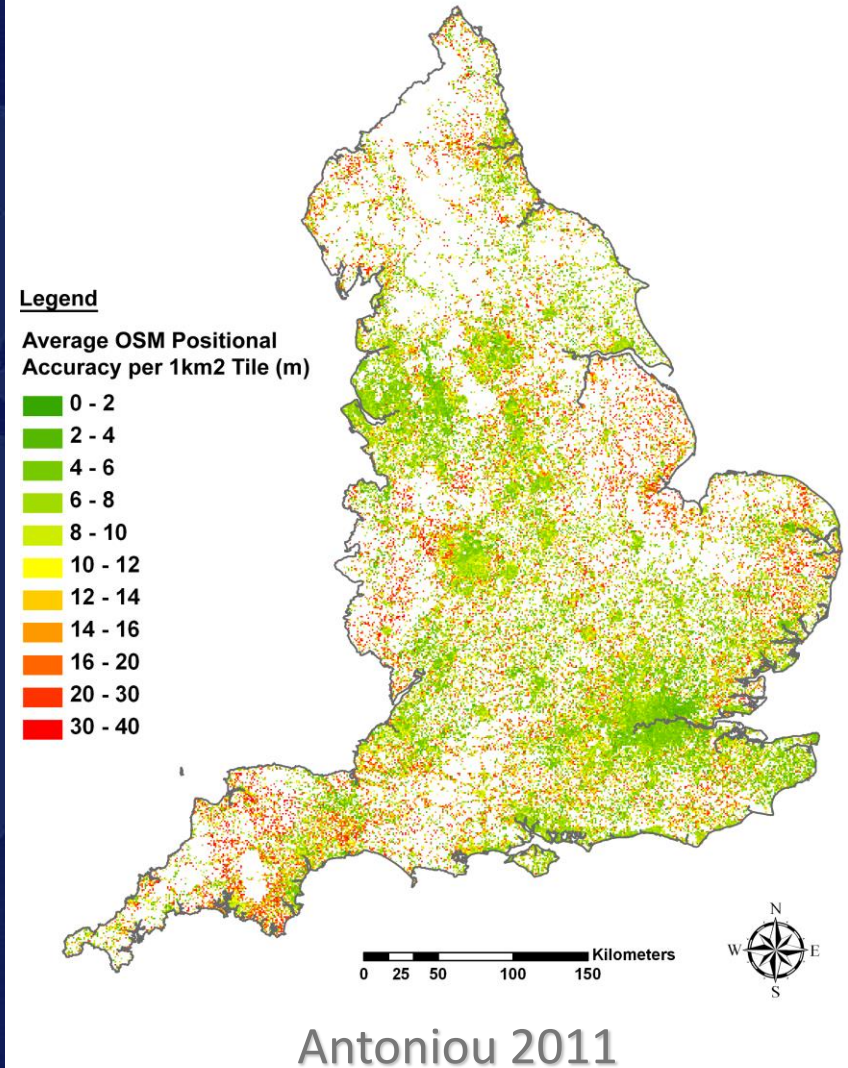 Legend
Average OSM Positional
Accuracy per 1km2 Tile (m)
0 - 2
2 - 4
4 - 6
6 - 8
8 - 10
10 - 12
12 - 14
14 - 16
16 - 20
20 - 30
30 - 40
N
W E
S
Kilometers
0 25 50 100 150
Antoniou 2011